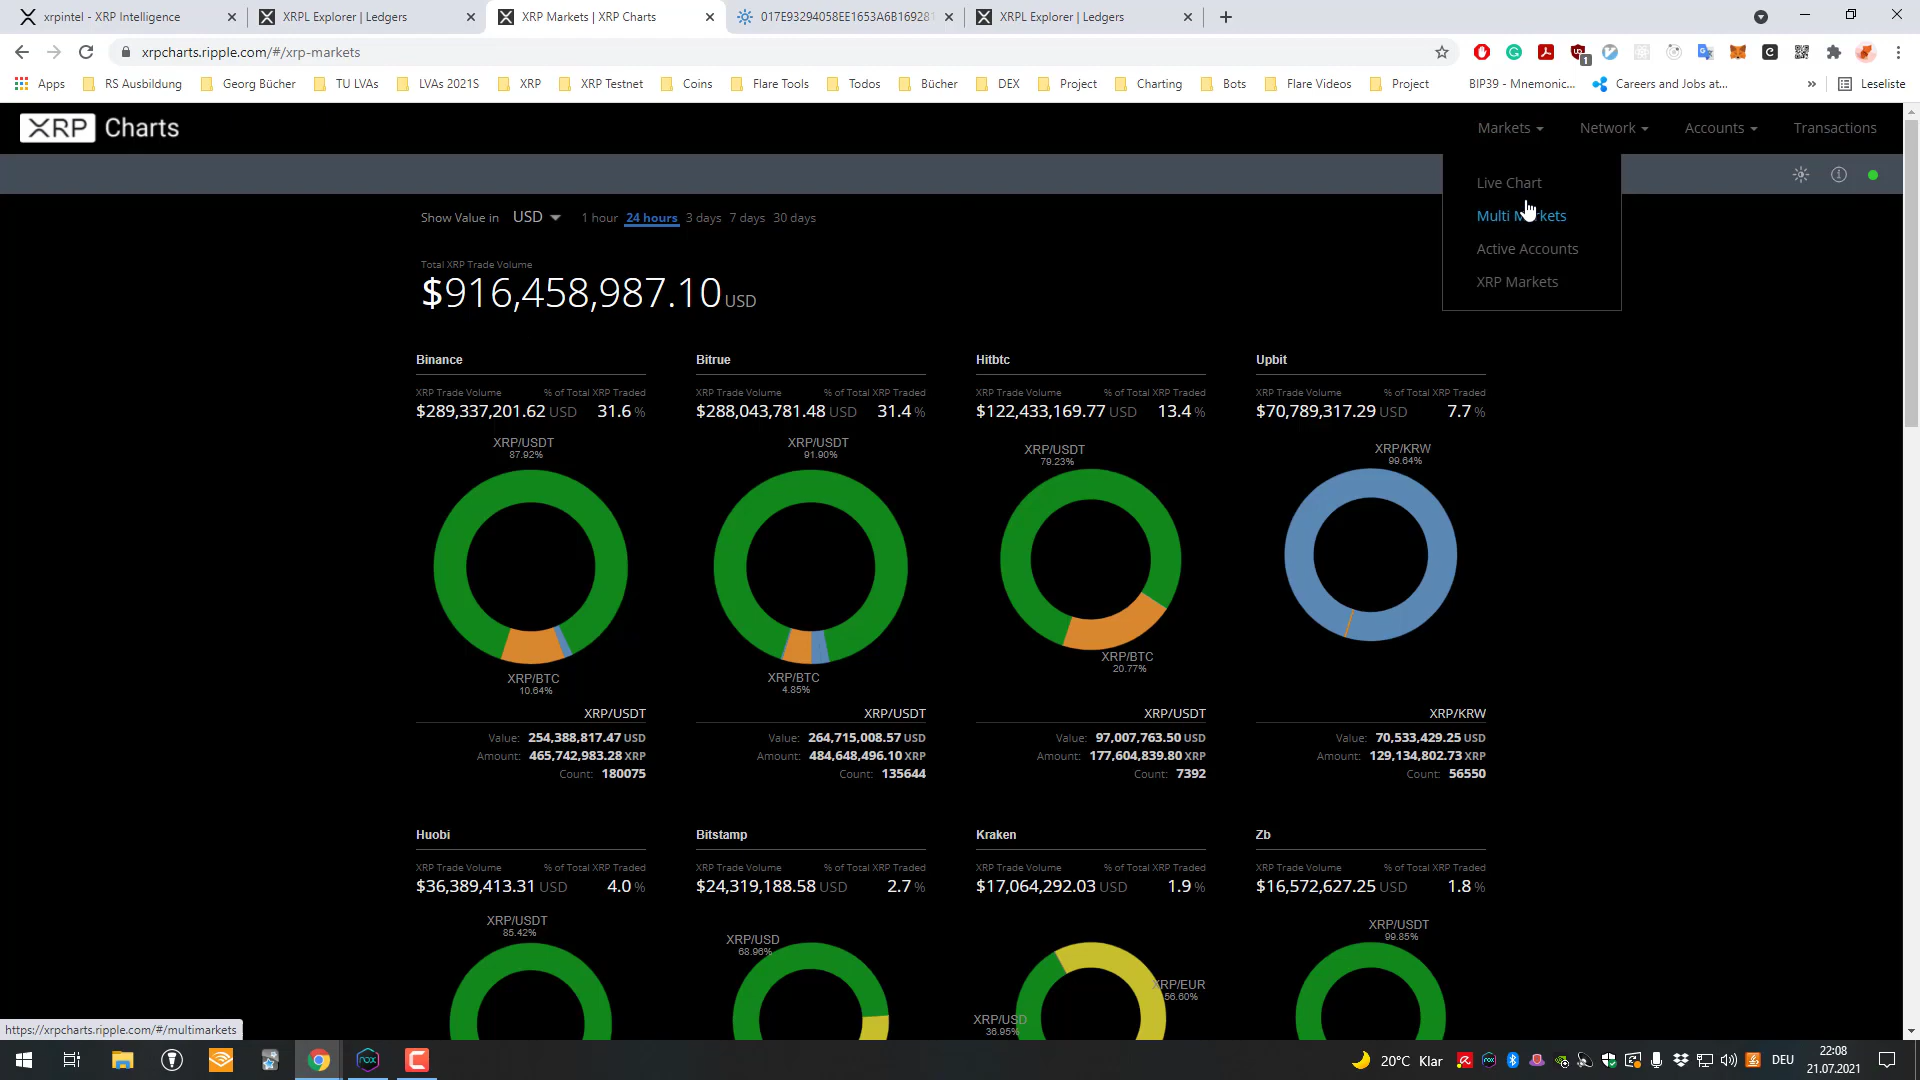 xrpintel - XRP Intelligence
XRPL Explorer | Ledgers
XRP Markets | XRP Charts
017E93294058EE1653A6B169281
XRPL Explorer | Ledgers
xrpcharts.ripple.com/#/xrp-markets
1
Apps
RS Ausbildung
Georg Bücher
TU LVAs
LVAs 2021S
XRP
XRP Testnet
Coins
Flare Tools
Todos
Bücher
DEX
Project
Charting
Bots
Flare Videos
Project
BIP39 - Mnemonic...
Careers and Jobs at...
»
Leseliste
XRP Charts
Markets
Network
Accounts
Transactions
Live Chart
Multi Markets
Active Accounts
XRP Markets
Show Value in USD
1 hour 24 hours 3 days 7 days 30 days
Total XRP Trade Volume
$916,458,987.10 USD
Binance
XRP Trade Volume % of Total XRP Traded
$289,337,201.62 USD 31.6 %
XRP/USDT
87.92%
XRP/BTC
10.64%
XRP/USDT
Value: 254,388,817.47 USD
Amount: 465,742,983.28 XRP
Count: 180075
Bitrue
XRP Trade Volume % of Total XRP Traded
$288,043,781.48 USD 31.4 %
XRP/USDT
91.90%
XRP/BTC
4.85%
XRP/USDT
Value: 264,715,008.57 USD
Amount: 484,648,496.10 XRP
Count: 135644
Hitbtc
XRP Trade Volume % of Total XRP Traded
$122,433,169.77 USD 13.4 %
XRP/USDT
79.23%
XRP/BTC
20.77%
XRP/USDT
Value: 97,007,763.50 USD
Amount: 177,604,839.80 XRP
Count: 7392
Upbit
XRP Trade Volume % of Total XRP Traded
$70,789,317.29 USD 7.7 %
XRP/KRW
99.64%
XRP/KRW
Value: 70,533,429.25 USD
Amount: 129,134,802.73 XRP
Count: 56550
Huobi
XRP Trade Volume % of Total XRP Traded
$36,389,413.31 USD 4.0 %
XRP/USDT
85.42%
Bitstamp
XRP Trade Volume % of Total XRP Traded
$24,319,188.58 USD 2.7 %
XRP/USD
68.96%
Kraken
XRP Trade Volume % of Total XRP Traded
$17,064,292.03 USD 1.9 %
XRP/EUR
56.60%
XRP/USD
36.95%
Zb
XRP Trade Volume % of Total XRP Traded
$16,572,627.25 USD 1.8 %
XRP/USDT
99.85%
https://xrpcharts.ripple.com/#/multimarkets
20°C Klar
DEU
22:08
21.07.2021